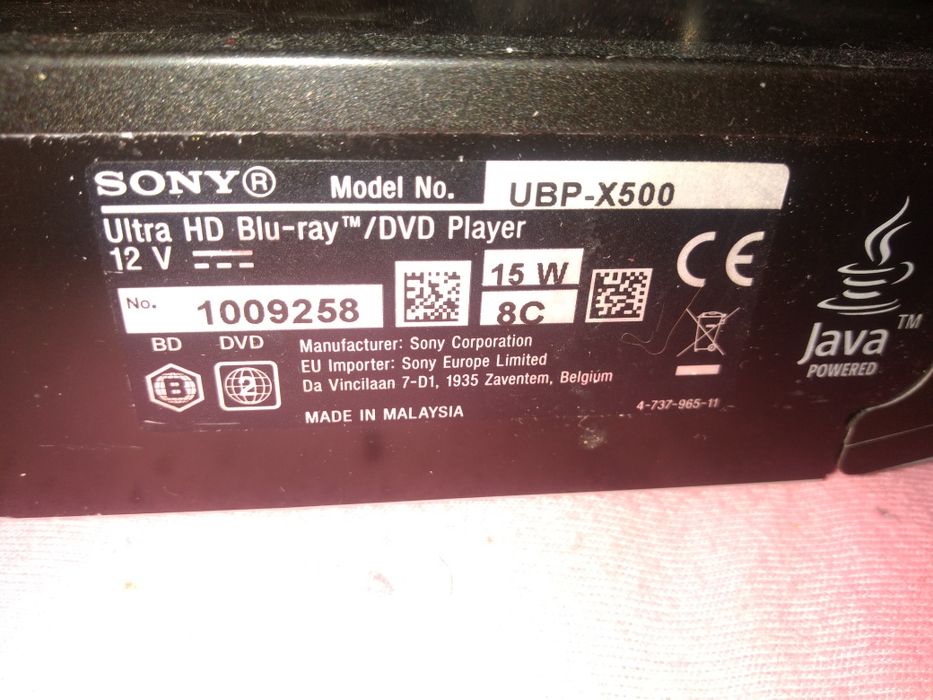 SONY® Model No. UBP-X500
Ultra HD Blu-ray™/DVD Player
12 V
15 W
No. 1009258
8C
BD DVD
B 2
Manufacturer: Sony Corporation
EU Importer: Sony Europe Limited
Da Vincilaan 7-D1, 1935 Zaventem, Belgium
MADE IN MALAYSIA
4-737-965-11
CE
Java™
POWERED